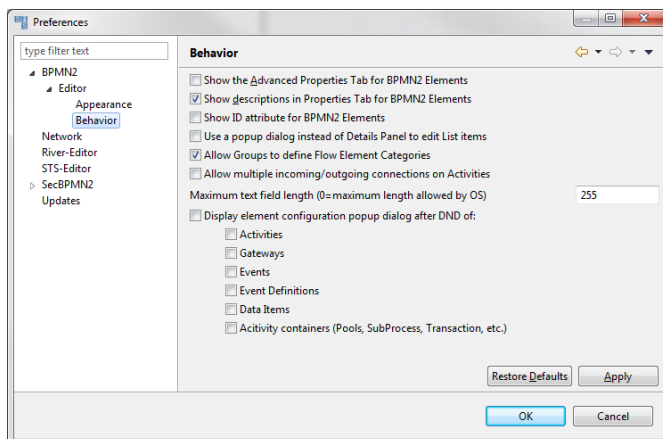 Preferences
type filter text
BPMN2
Editor
Appearance
Behavior
Network
River-Editor
STS-Editor
SecBPMN2
Updates
Behavior
Show the Advanced Properties Tab for BPMN2 Elements
Show descriptions in Properties Tab for BPMN2 Elements
Show ID attribute for BPMN2 Elements
Use a popup dialog instead of Details Panel to edit List items
Allow Groups to define Flow Element Categories
Allow multiple incoming/outgoing connections on Activities
Maximum text field length (0=maximum length allowed by OS) 255
Display element configuration popup dialog after DND of:
Activities
Gateways
Events
Event Definitions
Data Items
Acitivity containers (Pools, SubProcess, Transaction, etc.)
Restore Defaults Apply
OK Cancel